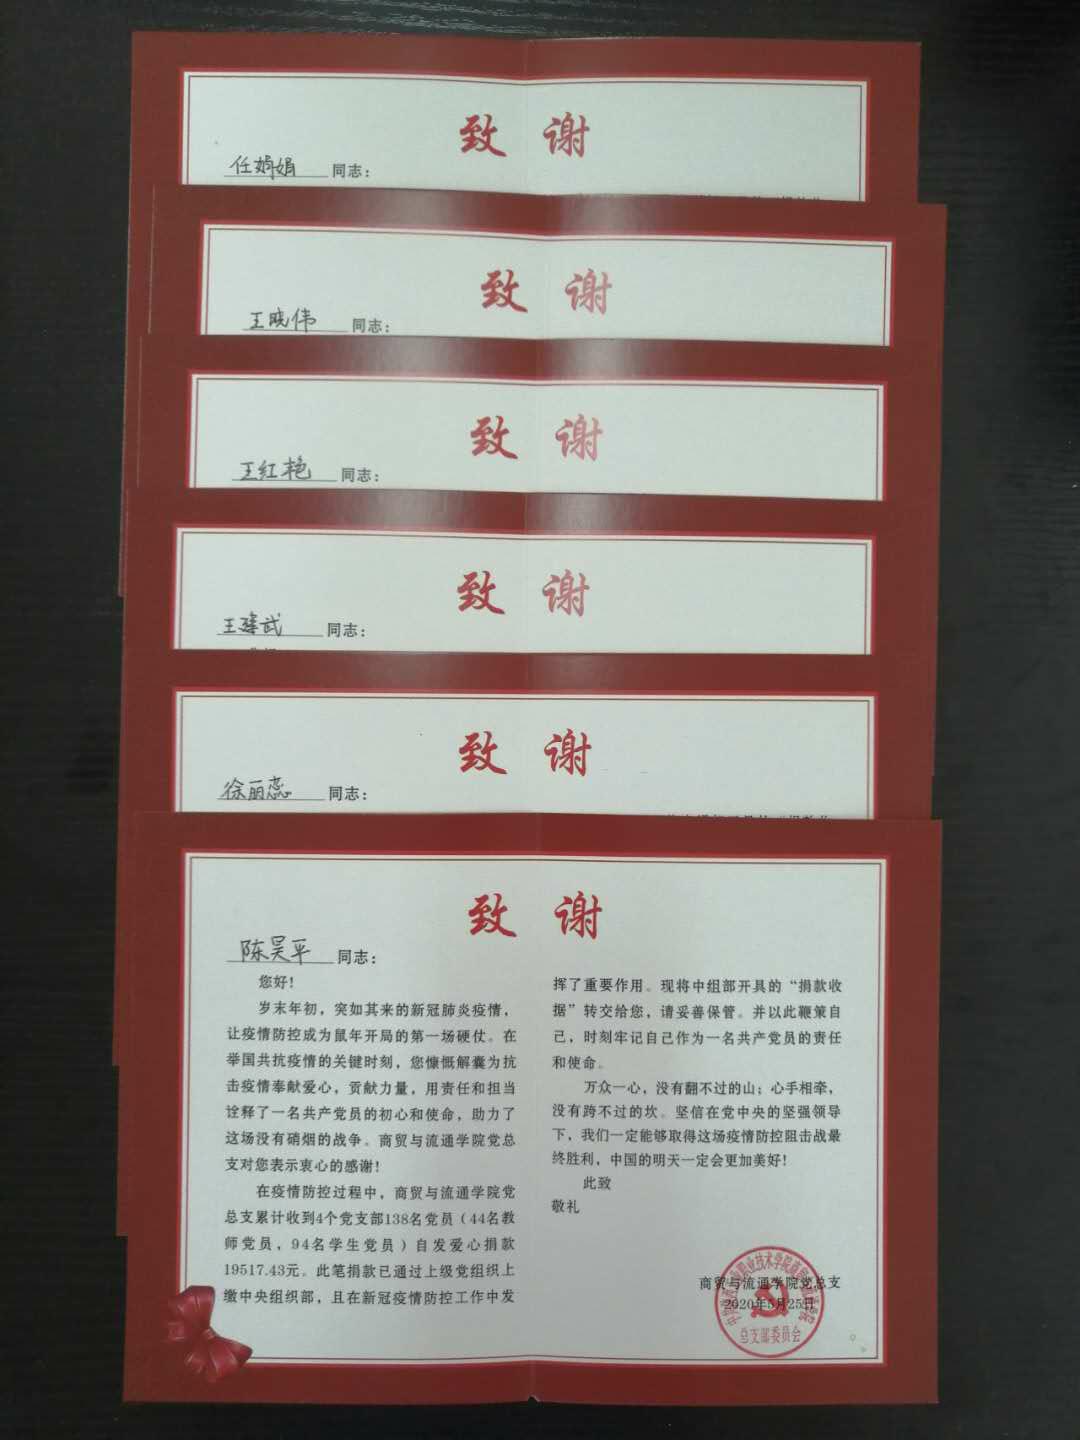 致 谢
任娟娟 同志：
致 谢
王晓伟 同志：
致 谢
王红艳 同志：
致 谢
王建武 同志：
致 谢
徐丽蕊 同志：
致 谢
陈昊平 同志：
您好！
岁末年初，突如其来的新冠肺炎疫情，
让疫情防控成为鼠年开局的第一场硬仗。在
举国共抗疫情的关键时刻，您慷慨解囊为抗
击疫情奉献爱心，贡献力量，用责任和担当
诠释了一名共产党员的初心和使命，助力了
这场没有硝烟的战争。商贸与流通学院党总
支对您表示衷心的感谢！
在疫情防控过程中，商贸与流通学院党
总支累计收到4个党支部138名党员（44名教
师党员，94名学生党员）自发爱心捐款
19517.43元。此笔捐款已通过上级党组织上
缴中央组织部，且在新冠疫情防控工作中发
挥了重要作用。现将中组部开具的“捐款收
据”转交给您，请妥善保管。并以此鞭策自
己，时刻牢记自己作为一名共产党员的责任
和使命。
万众一心，没有翻不过的山；心手相牵，
没有跨不过的坎。坚信在党中央的坚强领导
下，我们一定能够取得这场疫情防控阻击战最
终胜利，中国的明天一定会更加美好！
此致
敬礼
商贸与流通学院党总支
2020年5月25日
总支部委员会